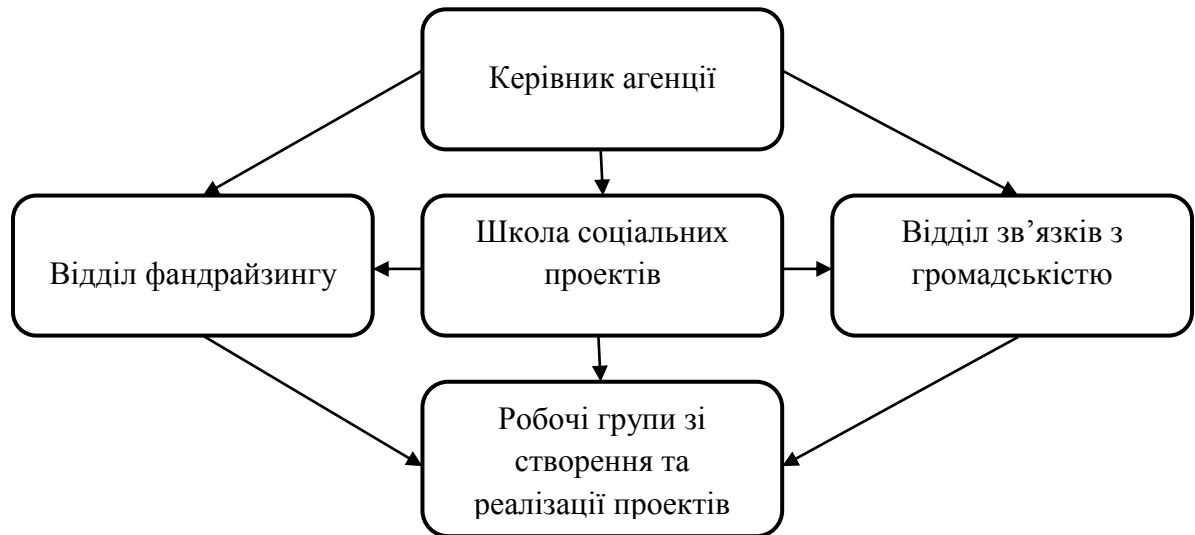 Керівник агенції
Відділ фандрайзингу
Школа соціальних
проектів
Відділ зв’язків з
громадськістю
Робочі групи зі
створення та
реалізації проектів